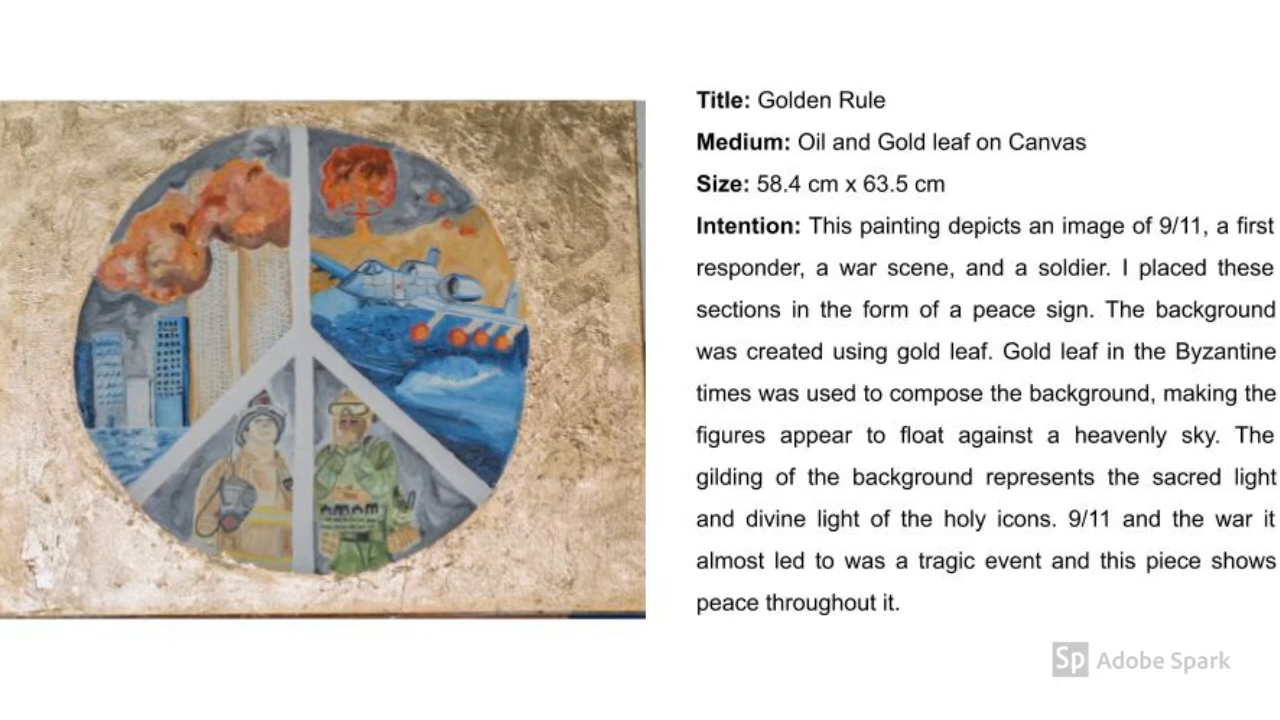 Title: Golden Rule
Medium: Oil and Gold leaf on Canvas
Size: 58.4 cm x 63.5 cm
Intention: This painting depicts an image of 9/11, a first
responder, a war scene, and a soldier. I placed these
sections in the form of a peace sign. The background
was created using gold leaf. Gold leaf in the Byzantine
times was used to compose the background, making the
figures appear to float against a heavenly sky. The
gilding of the background represents the sacred light
and divine light of the holy icons. 9/11 and the war it
almost led to was a tragic event and this piece shows
peace throughout it.
Sp Adobe Spark